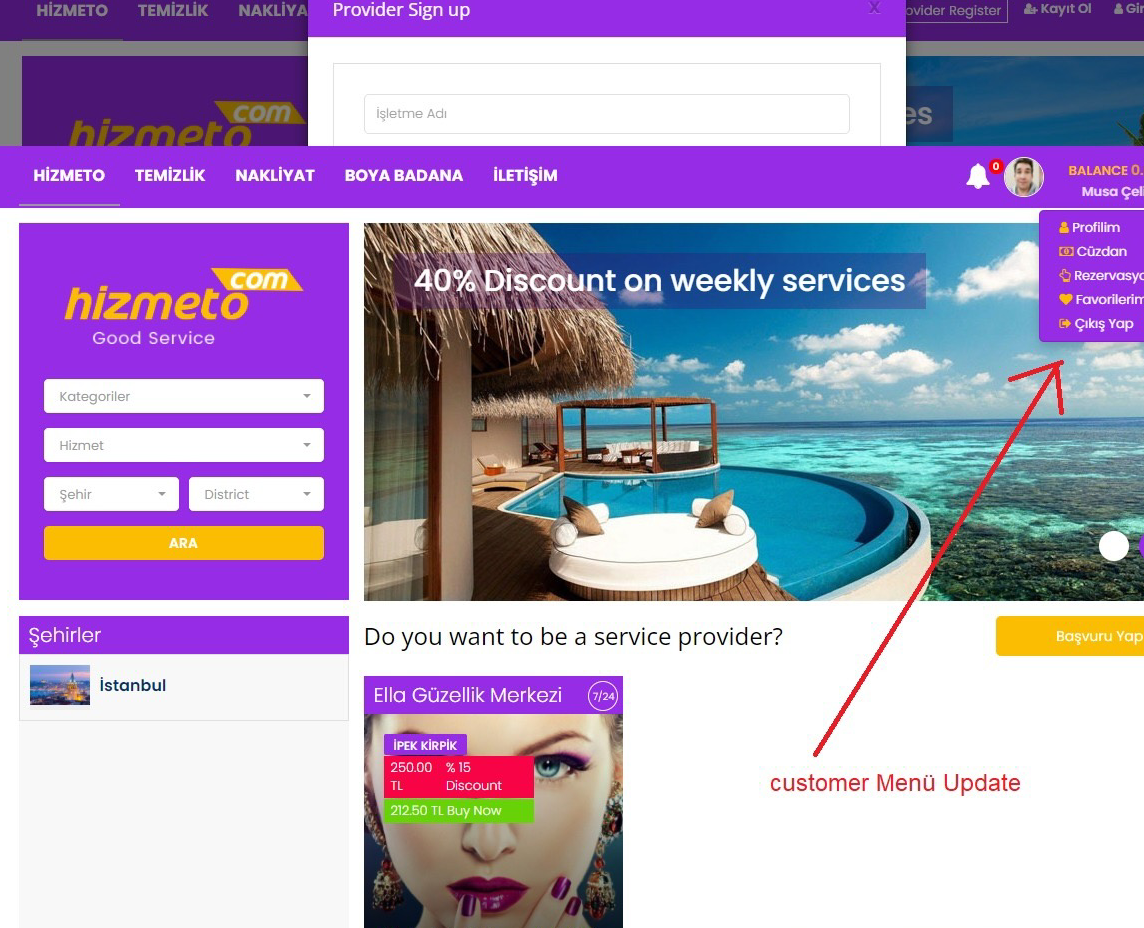 HİZMETO TEMİZLİK NAKLİYA
Provider Sign up X
ovider Register Kayıt Ol Gir
com
hizmeto
es
İşletme Adı
HİZMETO TEMİZLİK NAKLİYAT BOYA BADANA İLETİŞİM
0
BALANCE 0.
Musa Çeli
Profilim
Cüzdan
Rezervasyo
Favorilerim
Çıkış Yap
com
hizmeto
Good Service
40% Discount on weekly services
Kategoriler
Hizmet
Şehir District
ARA
Şehirler
İstanbul
Do you want to be a service provider?
Başvuru Yap
Ella Güzellik Merkezi 7/24
İPEK KİRPİK
250.00 % 15
TL Discount
212.50 TL Buy Now
customer Menü Update